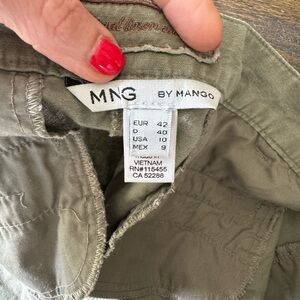 MNG BY MANGO
EUR 42
D 40
USA 10
MEX 9
MADE IN
VIETNAM
RN#115455
CA 52288